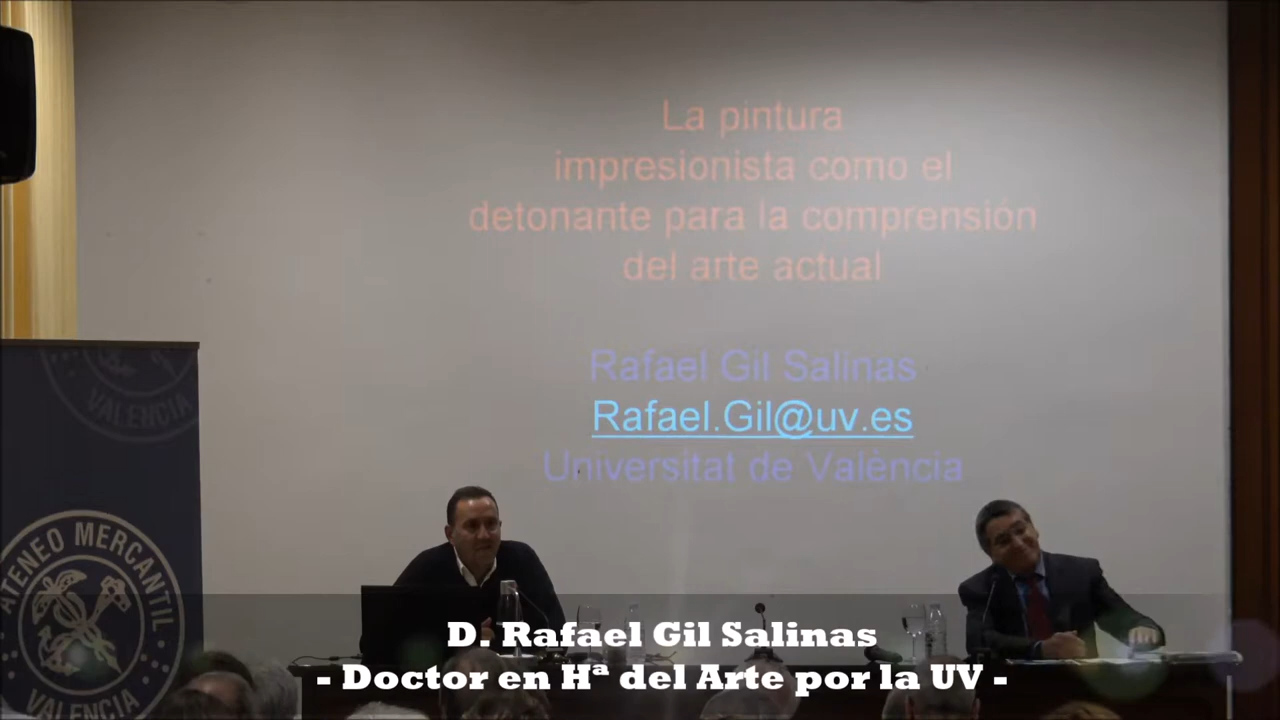 La pintura
impresionista como el
detonante para la comprensión
del arte actual
Rafael Gil Salinas
Rafael.Gil@uv.es
Universitat de València
VALENCIA
ATENEO MERCANTIL
VALENCIA
D. Rafael Gil Salinas
- Doctor en Hª del Arte por la UV -